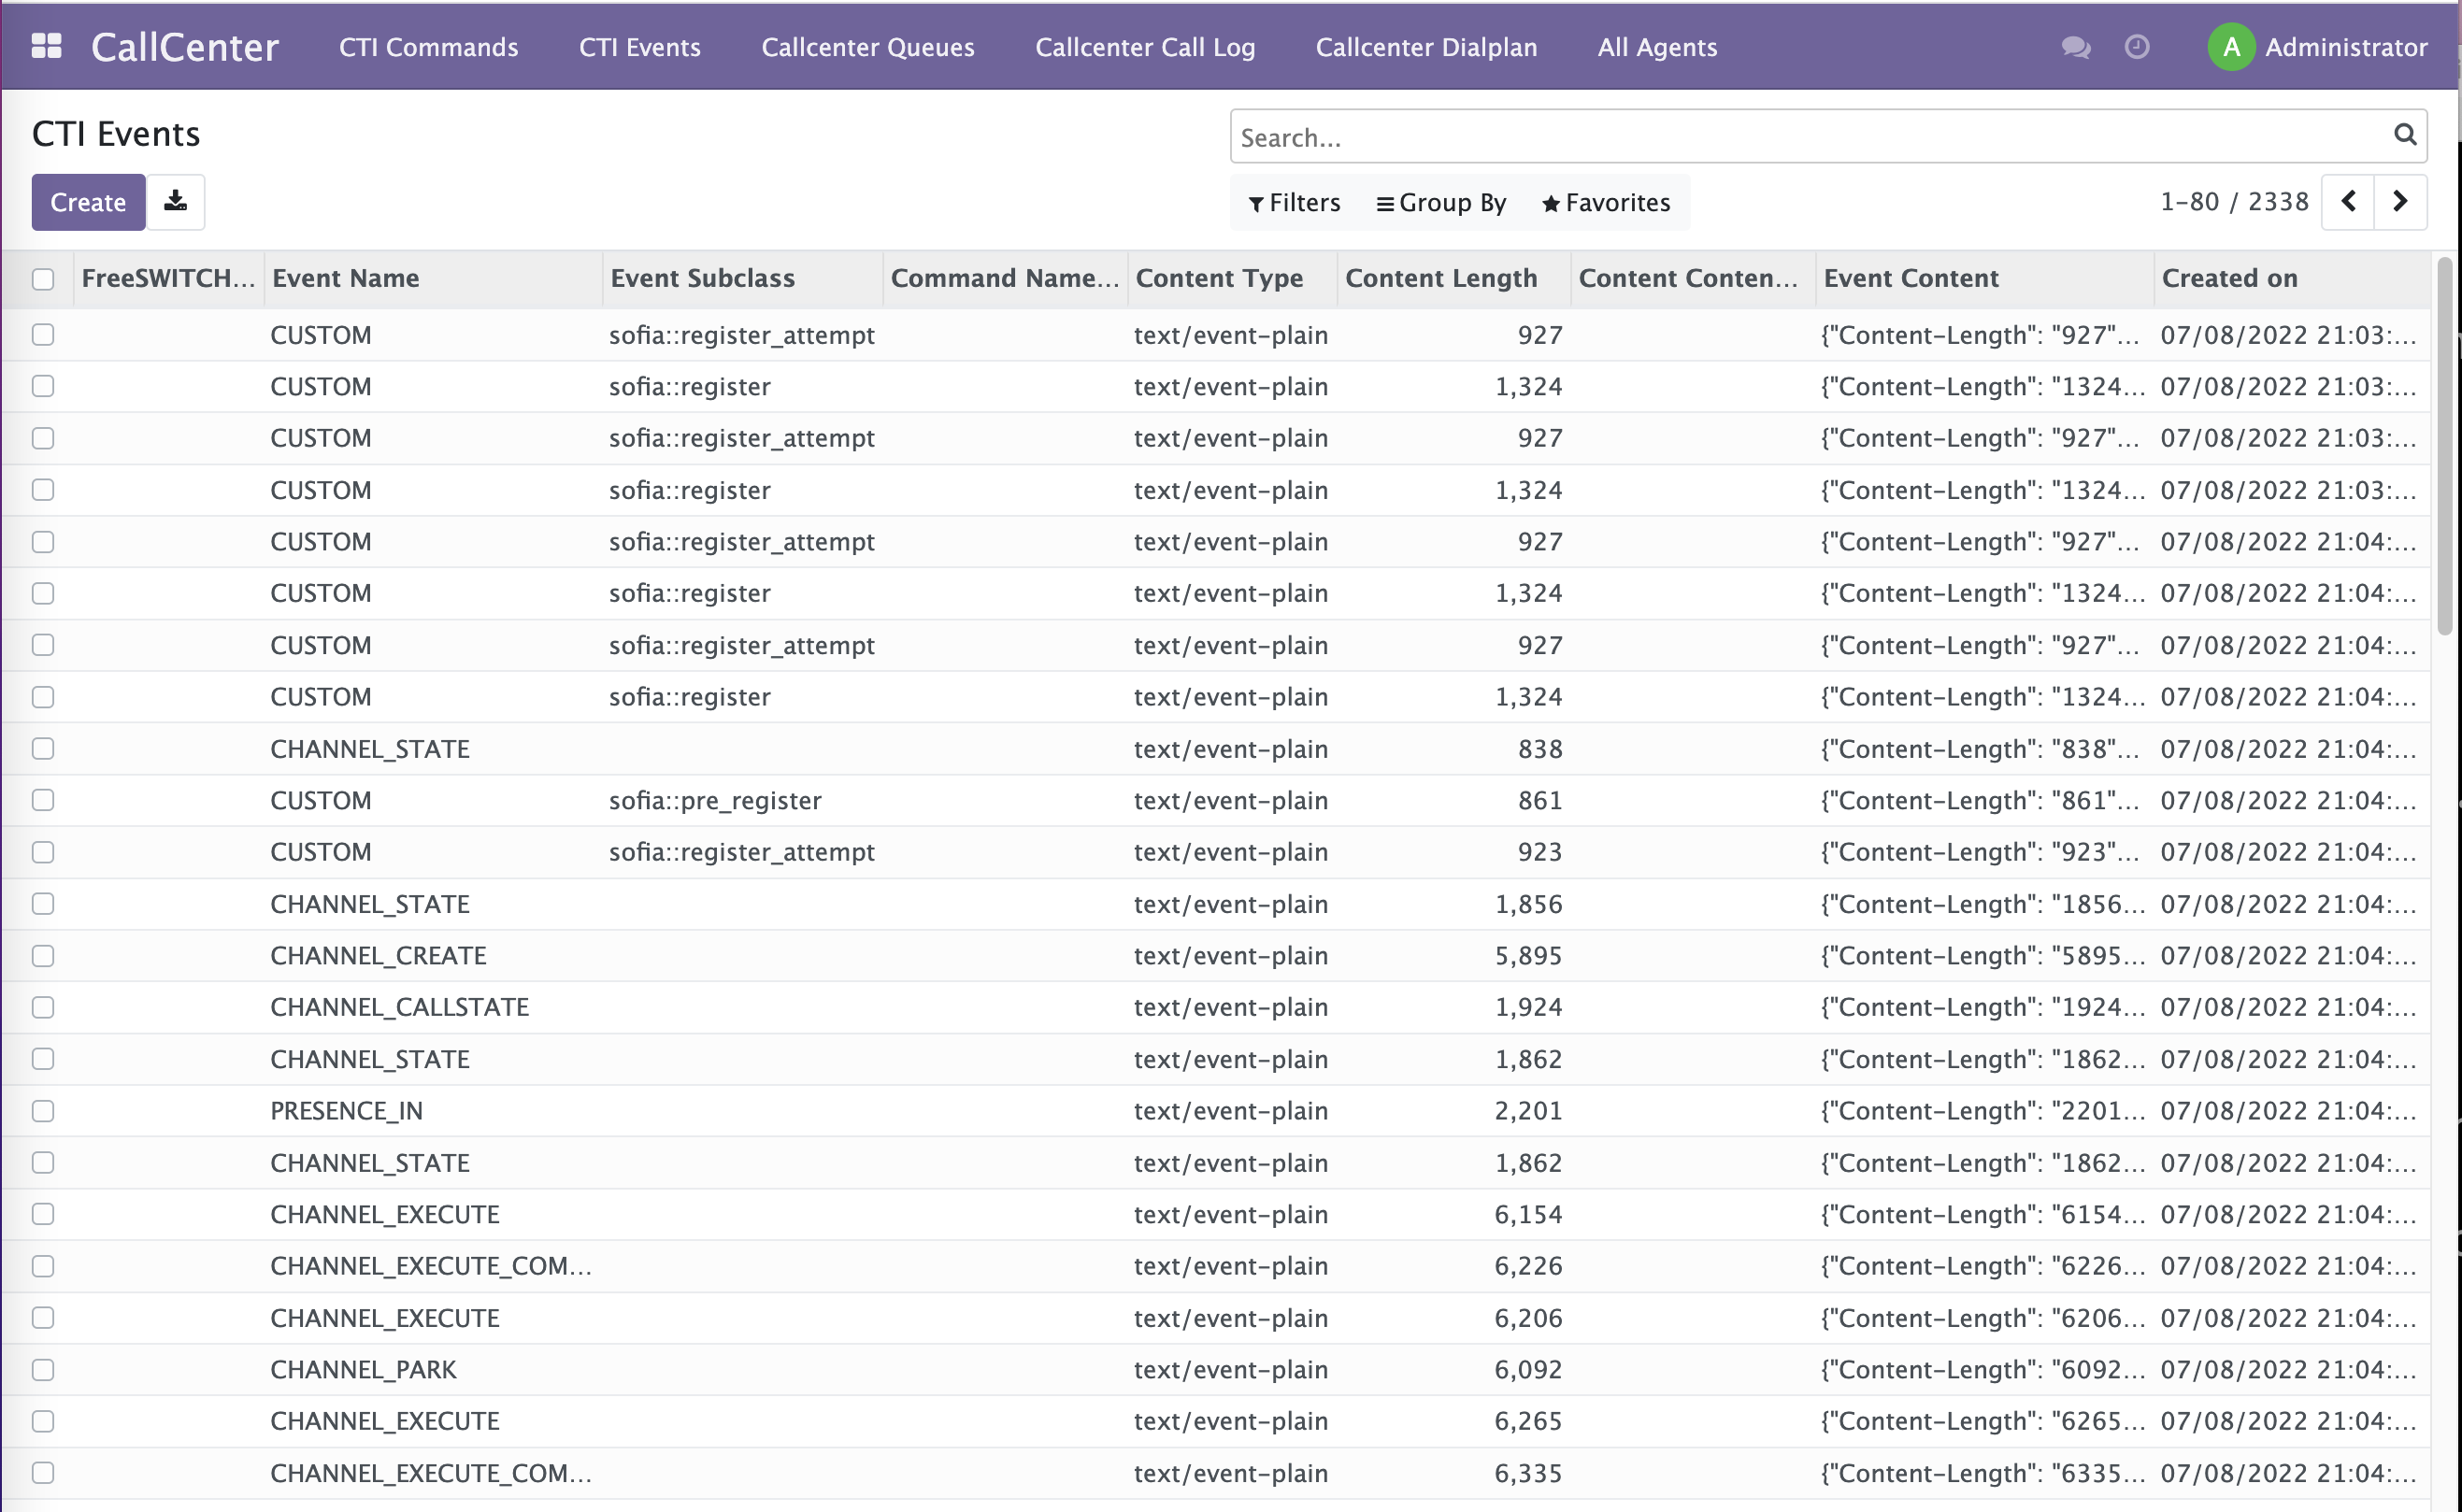 CallCenter CTI Commands CTI Events Callcenter Queues Callcenter Call Log Callcenter Dialplan All Agents A Administrator
CTI Events Search...
Create Filters Group By Favorites 1-80 / 2338
FreeSWITCH... Event Name Event Subclass Command Name... Content Type Content Length Content Conten... Event Content Created on
CUSTOM sofia::register_attempt text/event-plain 927 {"Content-Length": "927"... 07/08/2022 21:03:...
CUSTOM sofia::register text/event-plain 1,324 {"Content-Length": "1324... 07/08/2022 21:03:...
CUSTOM sofia::register_attempt text/event-plain 927 {"Content-Length": "927"... 07/08/2022 21:03:...
CUSTOM sofia::register text/event-plain 1,324 {"Content-Length": "1324... 07/08/2022 21:03:...
CUSTOM sofia::register_attempt text/event-plain 927 {"Content-Length": "927"... 07/08/2022 21:04:...
CUSTOM sofia::register text/event-plain 1,324 {"Content-Length": "1324... 07/08/2022 21:04:...
CUSTOM sofia::register_attempt text/event-plain 927 {"Content-Length": "927"... 07/08/2022 21:04:...
CUSTOM sofia::register text/event-plain 1,324 {"Content-Length": "1324... 07/08/2022 21:04:...
CHANNEL_STATE text/event-plain 838 {"Content-Length": "838"... 07/08/2022 21:04:...
CUSTOM sofia::pre_register text/event-plain 861 {"Content-Length": "861"... 07/08/2022 21:04:...
CUSTOM sofia::register_attempt text/event-plain 923 {"Content-Length": "923"... 07/08/2022 21:04:...
CHANNEL_STATE text/event-plain 1,856 {"Content-Length": "1856... 07/08/2022 21:04:...
CHANNEL_CREATE text/event-plain 5,895 {"Content-Length": "5895... 07/08/2022 21:04:...
CHANNEL_CALLSTATE text/event-plain 1,924 {"Content-Length": "1924... 07/08/2022 21:04:...
CHANNEL_STATE text/event-plain 1,862 {"Content-Length": "1862... 07/08/2022 21:04:...
PRESENCE_IN text/event-plain 2,201 {"Content-Length": "2201... 07/08/2022 21:04:...
CHANNEL_STATE text/event-plain 1,862 {"Content-Length": "1862... 07/08/2022 21:04:...
CHANNEL_EXECUTE text/event-plain 6,154 {"Content-Length": "6154... 07/08/2022 21:04:...
CHANNEL_EXECUTE_COM... text/event-plain 6,226 {"Content-Length": "6226... 07/08/2022 21:04:...
CHANNEL_EXECUTE text/event-plain 6,206 {"Content-Length": "6206... 07/08/2022 21:04:...
CHANNEL_PARK text/event-plain 6,092 {"Content-Length": "6092... 07/08/2022 21:04:...
CHANNEL_EXECUTE text/event-plain 6,265 {"Content-Length": "6265... 07/08/2022 21:04:...
CHANNEL_EXECUTE_COM... text/event-plain 6,335 {"Content-Length": "6335... 07/08/2022 21:04:...